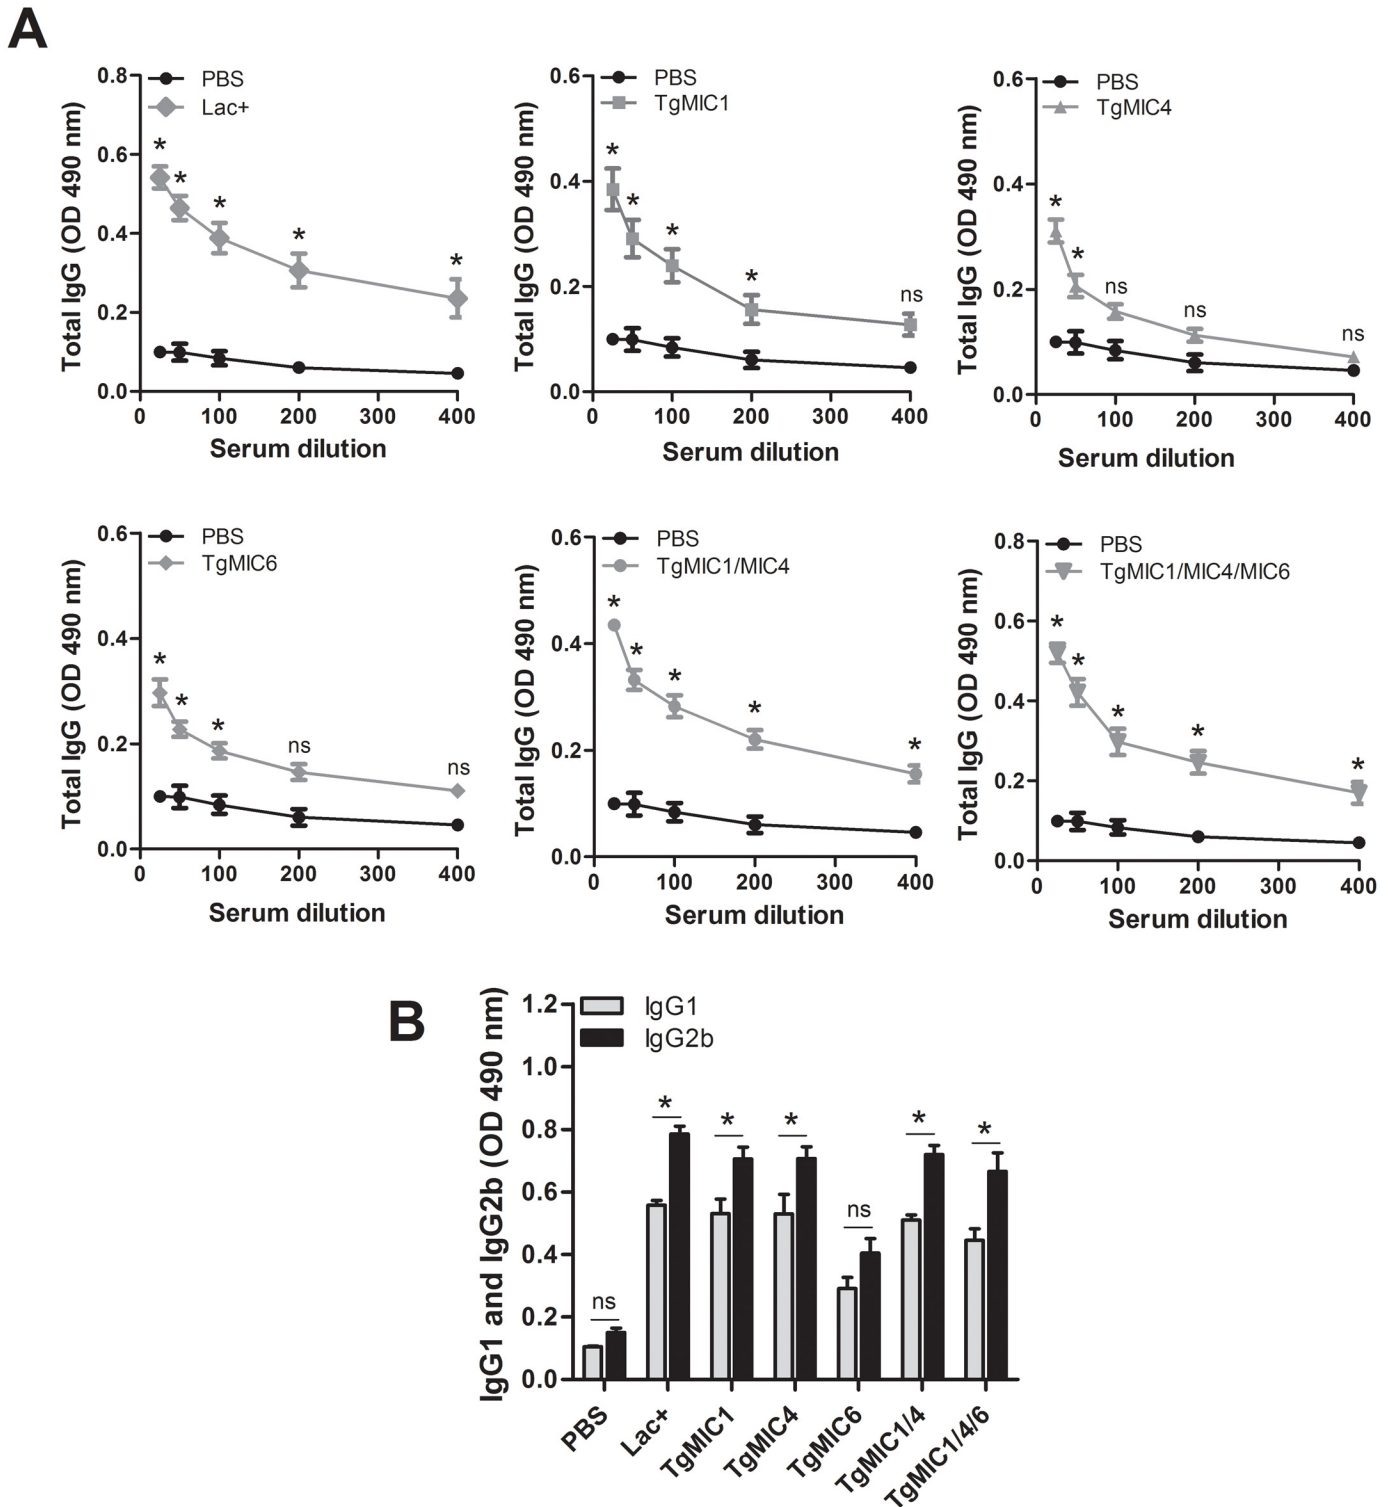 A
0.8
0.6
0.4
0.2
0.0
Total IgG (OD 490 nm)
PBS
Lac+
*
*
*
*
*
0
100
200
300
400
Serum dilution
0.6
0.4
0.2
0.0
Total IgG (OD 490 nm)
PBS
TgMIC1
*
*
*
*
ns
0
100
200
300
400
Serum dilution
0.6
0.4
0.2
0.0
Total IgG (OD 490 nm)
PBS
TgMIC4
*
*
ns
ns
ns
0
100
200
300
400
Serum dilution
0.6
0.4
0.2
0.0
Total IgG (OD 490 nm)
PBS
TgMIC6
*
*
*
ns
ns
0
100
200
300
400
Serum dilution
0.6
0.4
0.2
0.0
Total IgG (OD 490 nm)
PBS
TgMIC1/MIC4
*
*
*
*
*
0
100
200
300
400
Serum dilution
0.8
0.6
0.4
0.2
0.0
Total IgG (OD 490 nm)
PBS
TgMIC1/MIC4/MIC6
*
*
*
*
*
0
100
200
300
400
Serum dilution
B
IgG1 and IgG2b (OD 490 nm)
1.2
1.0
0.8
0.6
0.4
0.2
0.0
IgG1
IgG2b
ns
*
*
*
ns
*
*
PBS
Lac+
TgMIC1
TgMIC4
TgMIC6
TgMIC1/4
TgMIC1/4/6